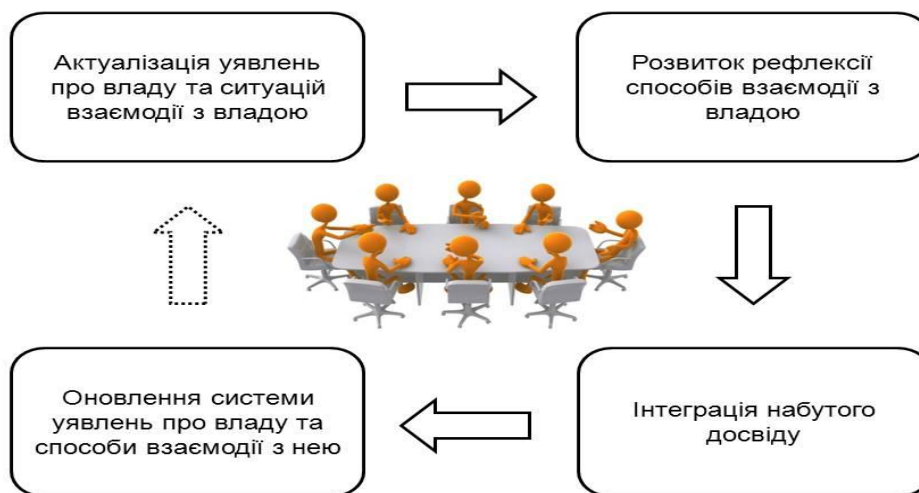 Актуалізація уявлень
про владу та ситуацій
взаємодії з владою
Розвиток рефлексії
способів взаємодії з
владою
Оновлення системи
уявлень про владу та
способи взаємодії з нею
Інтеграція набутого
досвіду